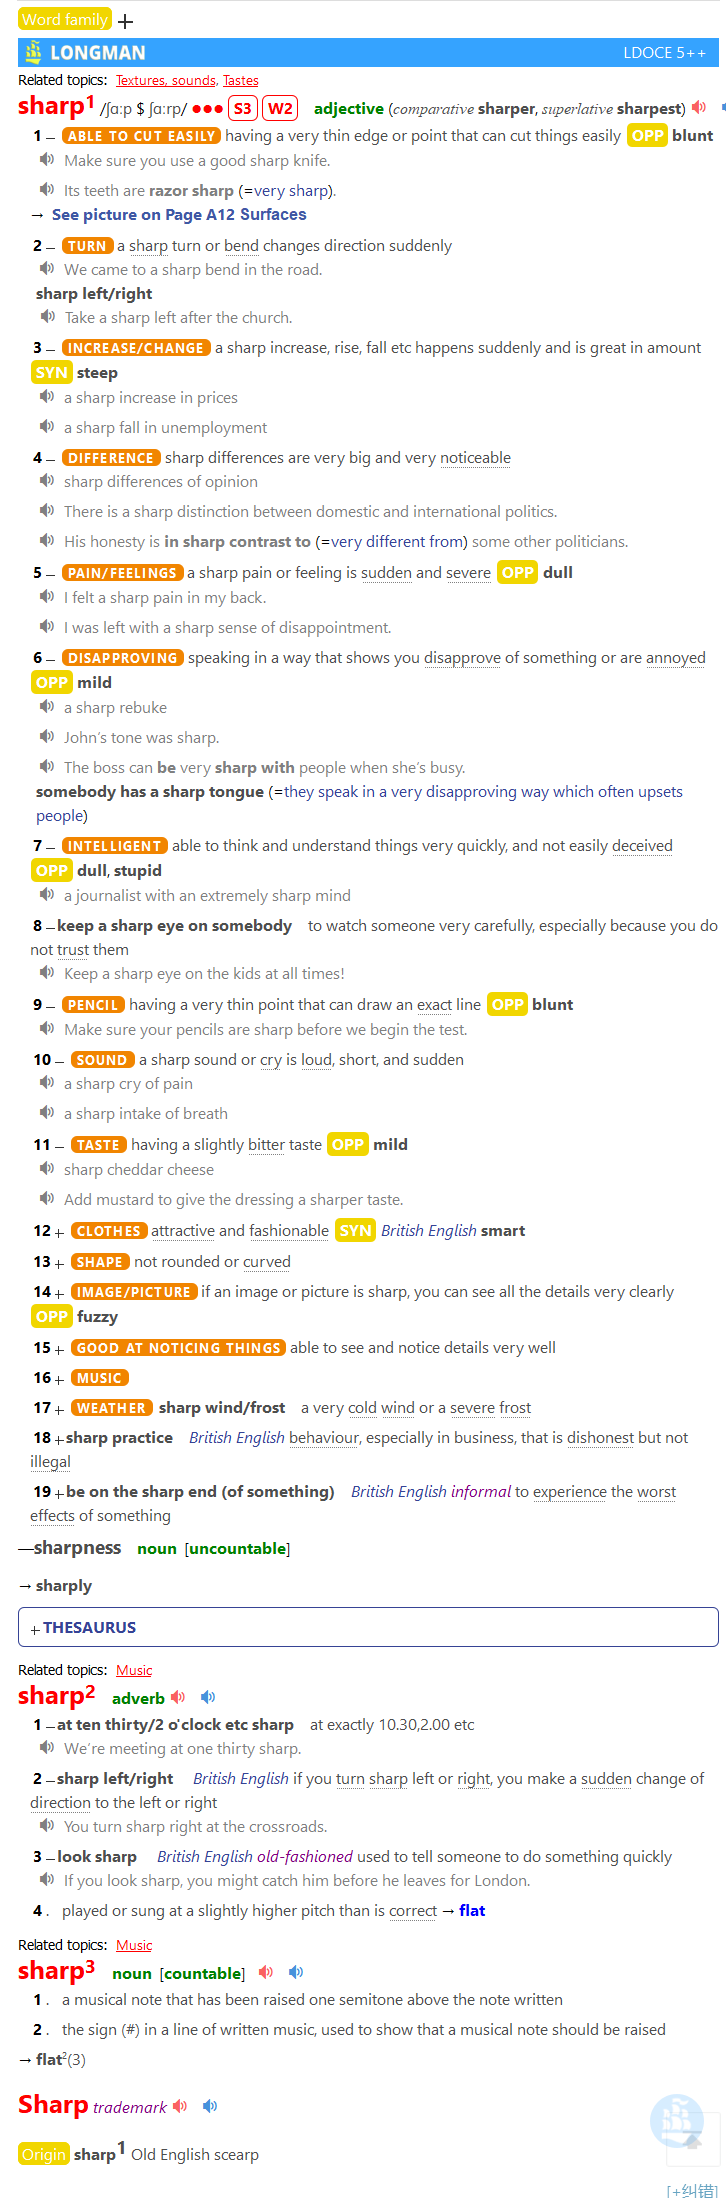 Word family +
LONGMAN LDOCE 5++
Related topics: Textures, sounds, Tastes
sharp1 /ʃɑːp $ ʃɑːrp/ ●●● S3 W2 adjective (comparative sharper, superlative sharpest)
1 – ABLE TO CUT EASILY having a very thin edge or point that can cut things easily OPP blunt
Make sure you use a good sharp knife.
Its teeth are razor sharp (=very sharp).
→ See picture on Page A12 Surfaces
2 – TURN a sharp turn or bend changes direction suddenly
We came to a sharp bend in the road.
sharp left/right
Take a sharp left after the church.
3 – INCREASE/CHANGE a sharp increase, rise, fall etc happens suddenly and is great in amount
SYN steep
a sharp increase in prices
a sharp fall in unemployment
4 – DIFFERENCE sharp differences are very big and very noticeable
sharp differences of opinion
There is a sharp distinction between domestic and international politics.
His honesty is in sharp contrast to (=very different from) some other politicians.
5 – PAIN/FEELINGS a sharp pain or feeling is sudden and severe OPP dull
I felt a sharp pain in my back.
I was left with a sharp sense of disappointment.
6 – DISAPPROVING speaking in a way that shows you disapprove of something or are annoyed
OPP mild
a sharp rebuke
John's tone was sharp.
The boss can be very sharp with people when she's busy.
somebody has a sharp tongue (=they speak in a very disapproving way which often upsets
people)
7 – INTELLIGENT able to think and understand things very quickly, and not easily deceived
OPP dull, stupid
a journalist with an extremely sharp mind
8 –keep a sharp eye on somebody to watch someone very carefully, especially because you do
not trust them
Keep a sharp eye on the kids at all times!
9 – PENCIL having a very thin point that can draw an exact line OPP blunt
Make sure your pencils are sharp before we begin the test.
10 – SOUND a sharp sound or cry is loud, short, and sudden
a sharp cry of pain
a sharp intake of breath
11 – TASTE having a slightly bitter taste OPP mild
sharp cheddar cheese
Add mustard to give the dressing a sharper taste.
12 + CLOTHES attractive and fashionable SYN British English smart
13 + SHAPE not rounded or curved
14 + IMAGE/PICTURE if an image or picture is sharp, you can see all the details very clearly
OPP fuzzy
15 + GOOD AT NOTICING THINGS able to see and notice details very well
16 + MUSIC
17 + WEATHER sharp wind/frost a very cold wind or a severe frost
18 +sharp practice British English behaviour, especially in business, that is dishonest but not
illegal
19 +be on the sharp end (of something) British English informal to experience the worst
effects of something
—sharpness noun [uncountable]
→ sharply
+ THESAURUS
Related topics: Music
sharp2 adverb
1 –at ten thirty/2 o'clock etc sharp at exactly 10.30,2.00 etc
We're meeting at one thirty sharp.
2 –sharp left/right British English if you turn sharp left or right, you make a sudden change of
direction to the left or right
You turn sharp right at the crossroads.
3 –look sharp British English old-fashioned used to tell someone to do something quickly
If you look sharp, you might catch him before he leaves for London.
4 . played or sung at a slightly higher pitch than is correct → flat
Related topics: Music
sharp3 noun [countable]
1 . a musical note that has been raised one semitone above the note written
2 . the sign (#) in a line of written music, used to show that a musical note should be raised
→ flat2(3)
Sharp trademark
Origin sharp1 Old English scearp
[+纠错]